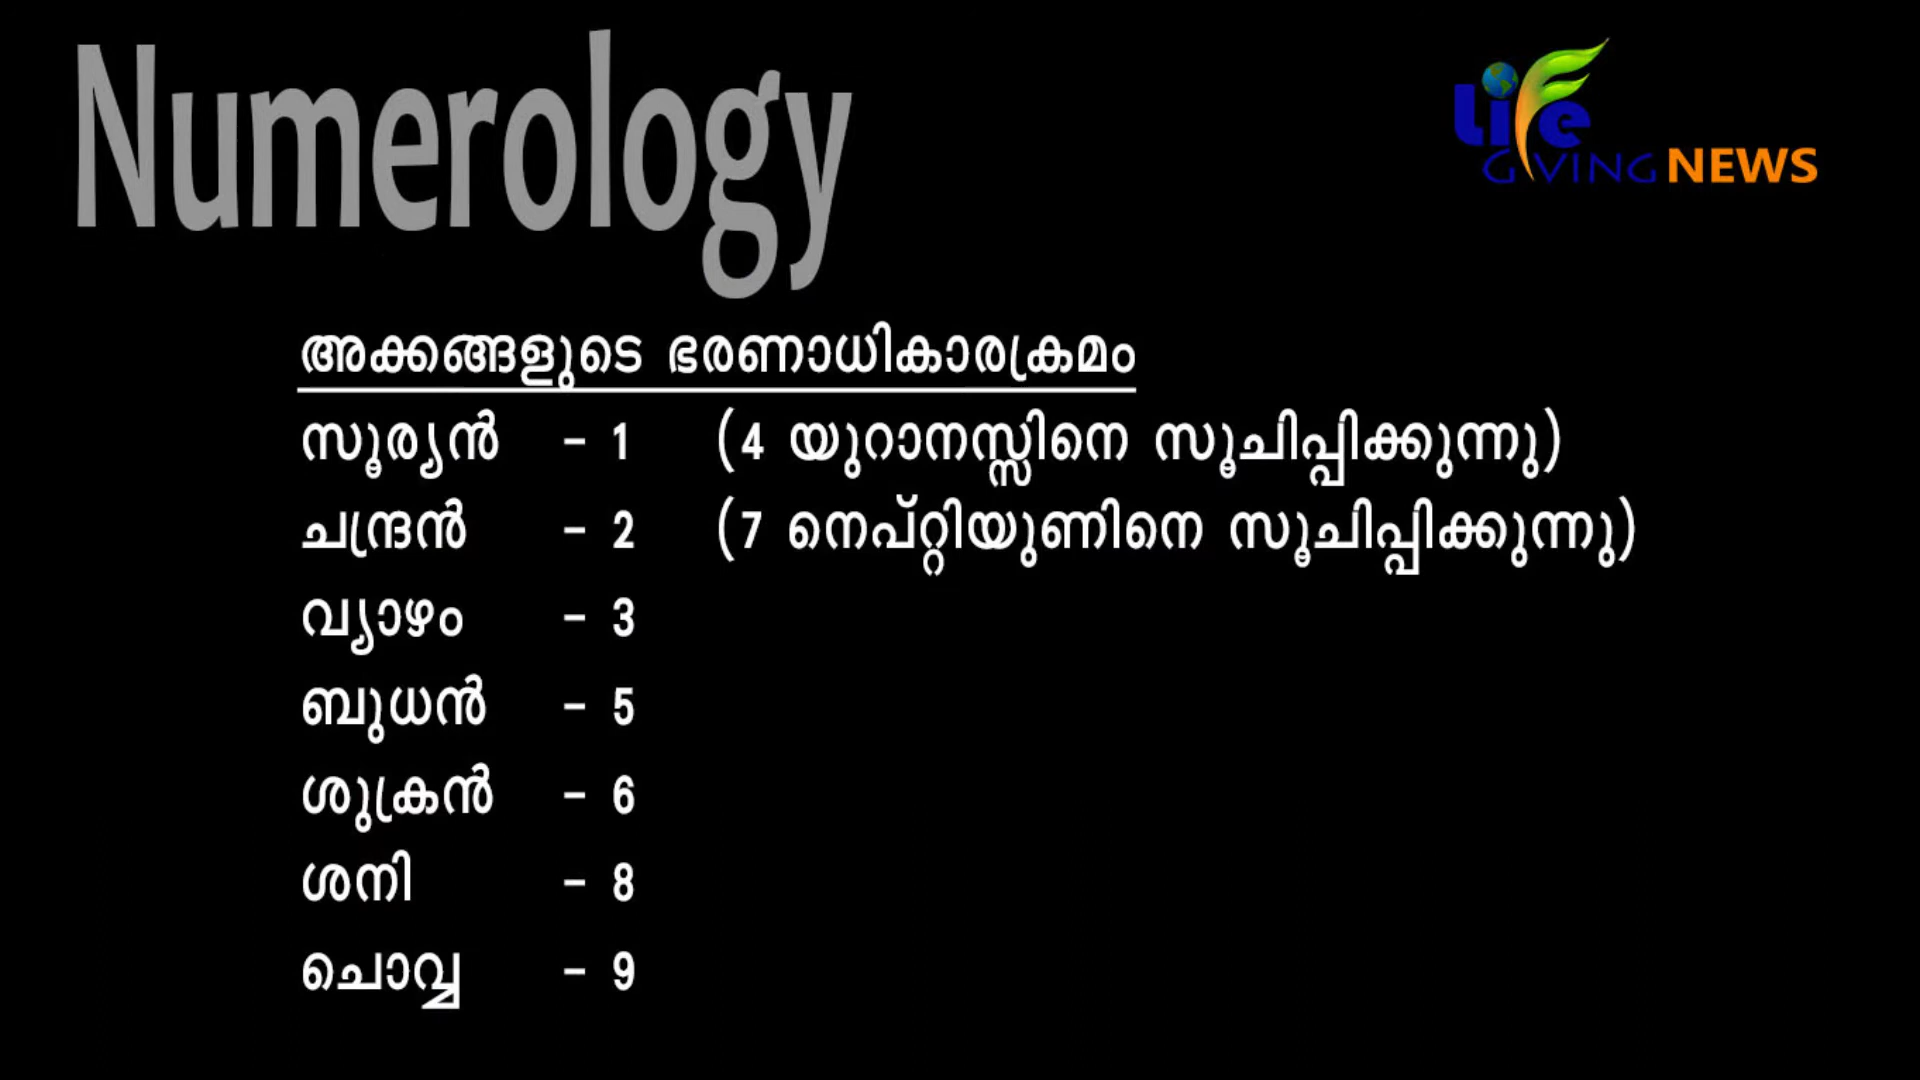 Numerology
Life
GIVING NEWS
അക്കങ്ങളുടെ ഭരണാധികാരക്രമം
സൂര്യൻ - 1 (4 യുറാനസ്സിനെ സൂചിപ്പിക്കുന്നു)
ചന്ദ്രൻ - 2 (7 നെപ്റ്റിയുണിനെ സൂചിപ്പിക്കുന്നു)
വ്യാഴം - 3
ബുധൻ - 5
ശുക്രൻ - 6
ശനി - 8
ചൊവ്വ - 9